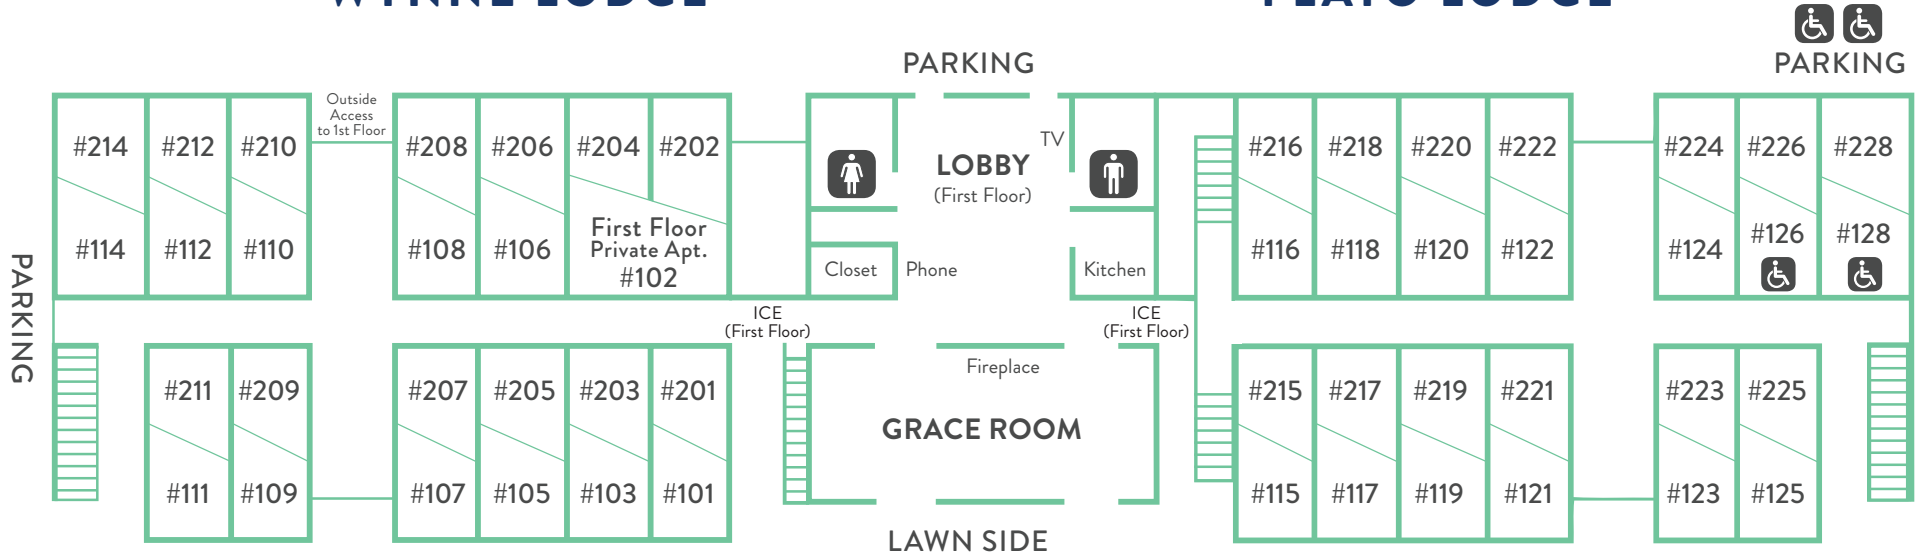 WYNNE LODGE
LODGE
PARKING
PARKING
Outside
Access
to 1st Floor
#214 #212 #210
#208 #206 #204 #202
TV
LOBBY
(First Floor)
#216 #218 #220 #222
#224 #226 #228
#114 #112 #110
#108 #106
First Floor
Private Apt.
#102
Closet
Phone
Kitchen
#116 #118 #120 #122
#124 #126 #128
PARKING
ICE
(First Floor)
ICE
(First Floor)
#211 #209
#207 #205 #203 #201
Fireplace
GRACE ROOM
#215 #217 #219 #221
#223 #225
#111 #109
#107 #105 #103 #101
#115 #117 #119 #121
#123 #125
LAWN SIDE